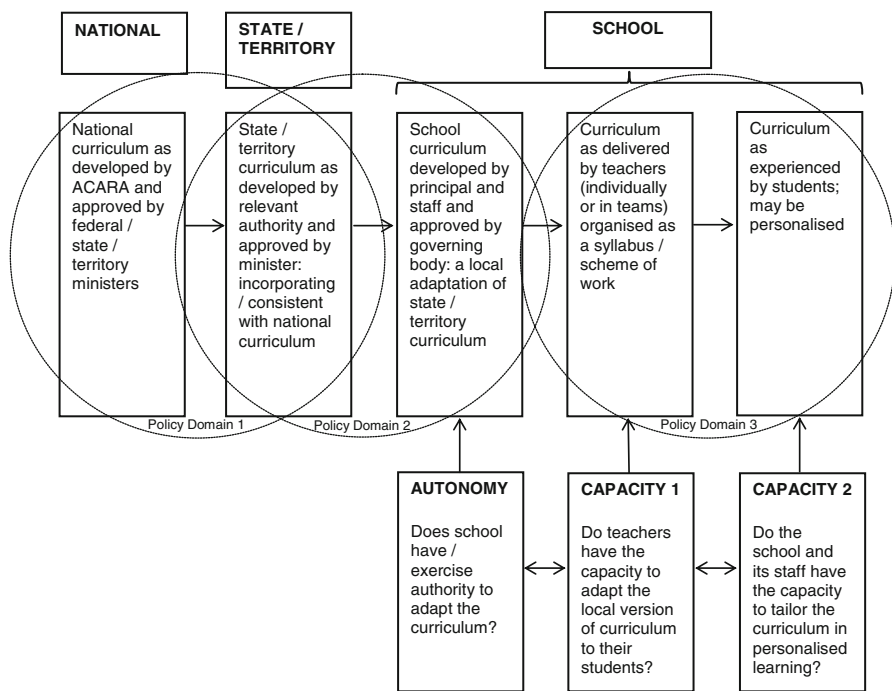 NATIONAL
STATE /
TERRITORY
SCHOOL
National
curriculum as
developed by
ACARA and
approved by
federal /
state /
territory
ministers
State /
territory
curriculum as
developed by
relevant
authority and
approved by
minister:
incorporating
/ consistent
with national
curriculum
School
curriculum
developed by
principal and
staff and
approved by
governing
body: a local
adaptation of
state /
territory
curriculum
Curriculum
as delivered
by teachers
(individually
or in teams)
organised as
a syllabus /
scheme of
work
Curriculum
as
experienced
by students;
may be
personalised
Policy Domain 1
Policy Domain 2
Policy Domain 3
AUTONOMY
Does school
have /
exercise
authority to
adapt the
curriculum?
CAPACITY 1
Do teachers
have the
capacity to
adapt the
local version
of curriculum
to their
students?
CAPACITY 2
Do the
school and
its staff have
the capacity
to tailor the
curriculum in
personalised
learning?